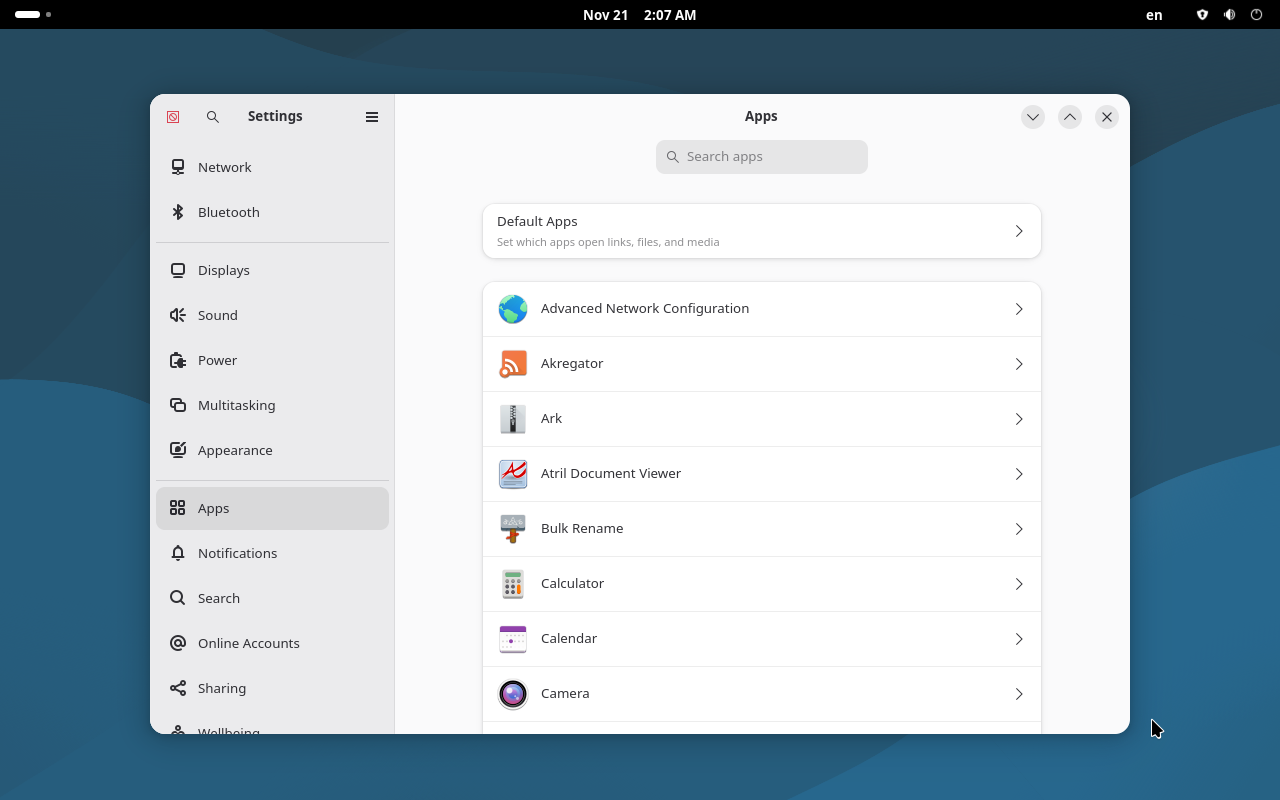 Nov 21 2:07 AM
en
Settings
Apps
Search apps
Network
Bluetooth
Displays
Sound
Power
Multitasking
Appearance
Apps
Notifications
Search
Online Accounts
Sharing
Wellbeing
Default Apps
Set which apps open links, files, and media
Advanced Network Configuration
Akregator
Ark
Atril Document Viewer
Bulk Rename
Calculator
Calendar
Camera